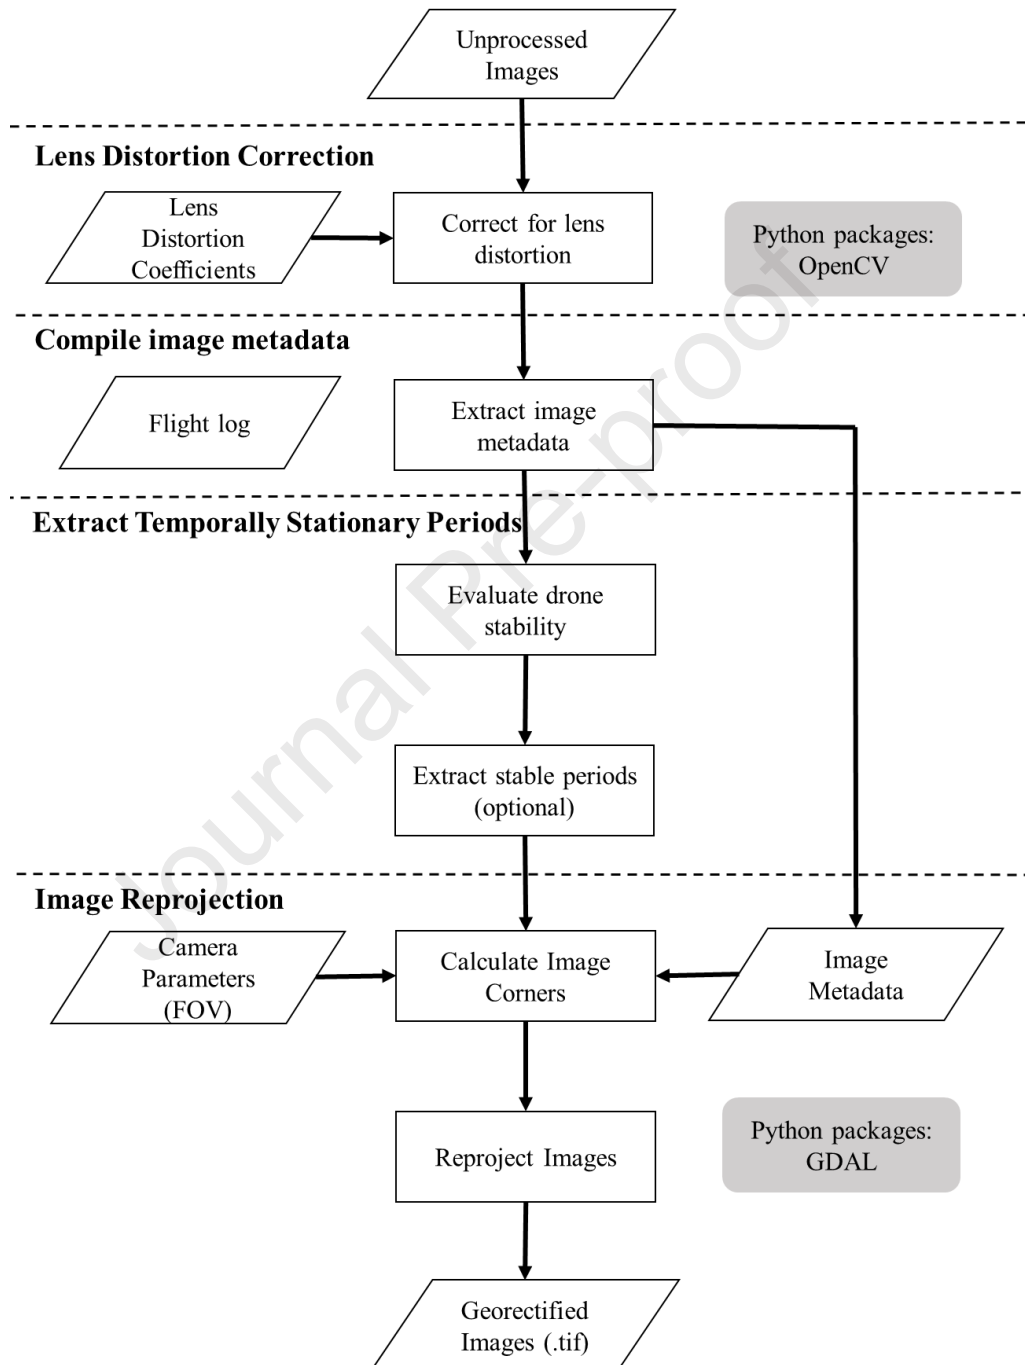 Unprocessed
Images
Lens Distortion Correction
Lens
Distortion
Coefficients
Correct for lens
distortion
Python packages:
OpenCV
Compile image metadata
Flight log
Extract image
metadata
Extract Temporally Stationary Periods
Evaluate drone
stability
Extract stable periods
(optional)
Image Reprojection
Camera
Parameters
(FOV)
Calculate Image
Corners
Image
Metadata
Reproject Images
Python packages:
GDAL
Georectified
Images (.tif)
Journal Pre-proof